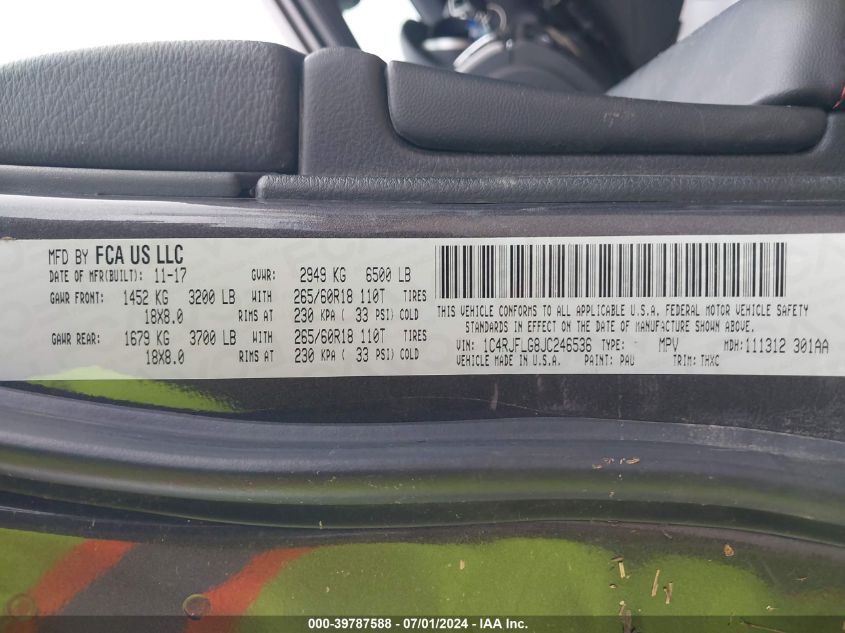 MFD BY FCA US LLC
DATE OF MFR(BUILT): 11-17 GVWR: 2949 KG 6500 LB
GAWR FRONT: 1452 KG 3200 LB WITH 265/60R18 110T TIRES
18X8.0 RIMS AT 230 KPA ( 33 PSI) COLD
GAWR REAR: 1679 KG 3700 LB WITH 265/60R18 110T TIRES
18X8.0 RIMS AT 230 KPA ( 33 PSI) COLD
THIS VEHICLE CONFORMS TO ALL APPLICABLE U.S.A. FEDERAL MOTOR VEHICLE SAFETY
STANDARDS IN EFFECT ON THE DATE OF MANUFACTURE SHOWN ABOVE.
VIN: 1C4RJFLG8JC246536 TYPE: MPV MDH:111312 301AA
VEHICLE MADE IN U.S.A. PAINT: PAU TRIM: THXC
000-39787588 - 07/01/2024 - IAA Inc.